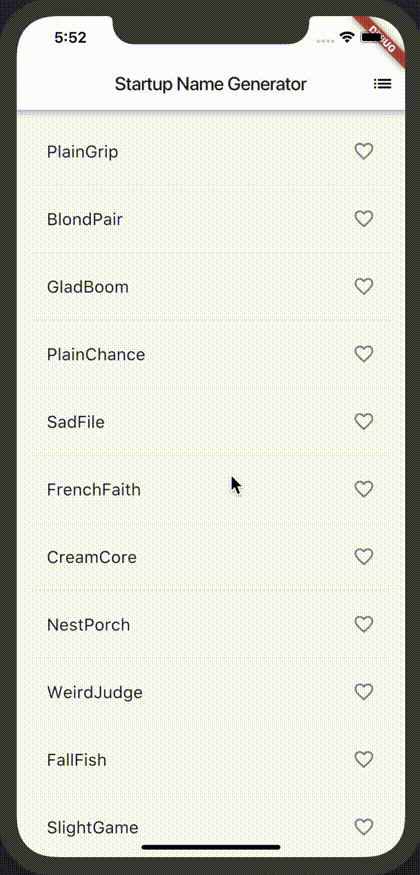 5:52
DEBUG
Startup Name Generator
PlainGrip
BlondPair
GladBoom
PlainChance
SadFile
FrenchFaith
CreamCore
NestPorch
WeirdJudge
FallFish
SlightGame